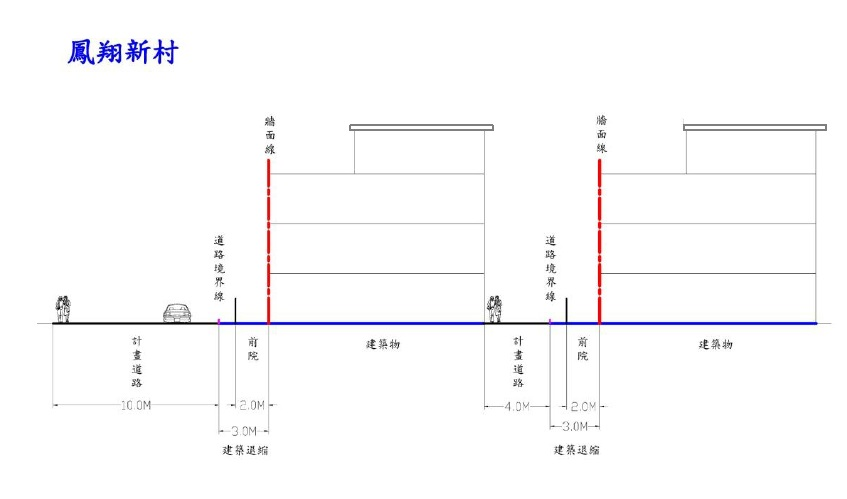 鳳翔新村
牆面線
牆面線
道路境界線
道路境界線
計畫道路
前院
建築物
計畫道路
前院
建築物
10.0M
2.0M
4.0M
2.0M
3.0M
3.0M
建築退縮
建築退縮